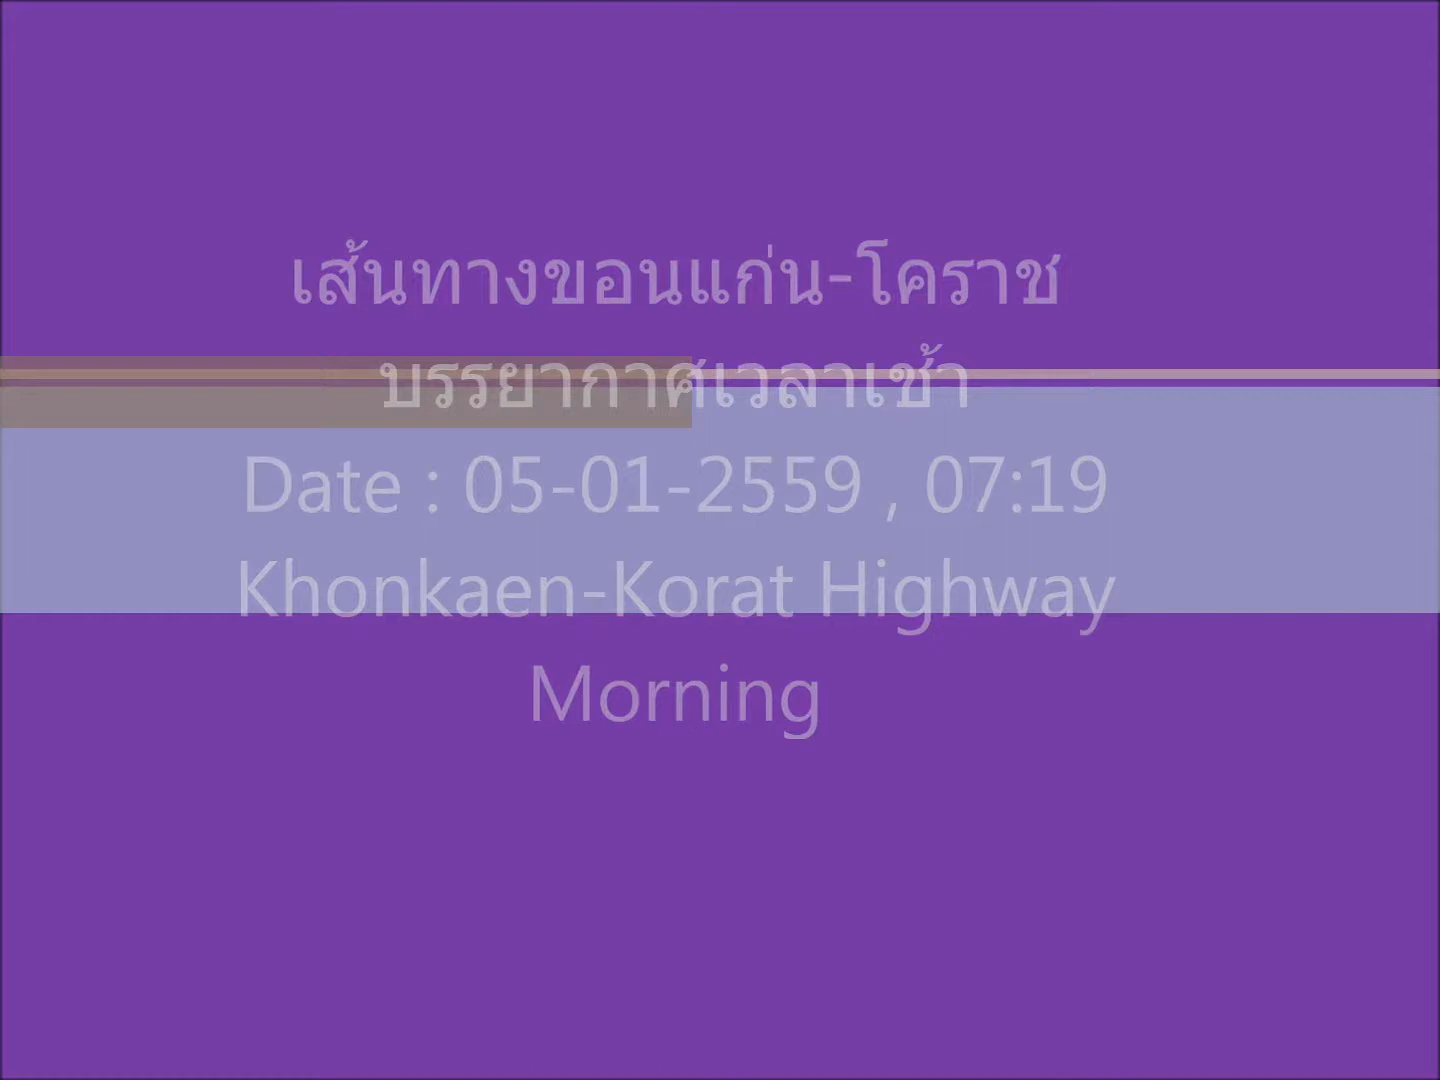 เส้นทางขอนแก่น-โคราช
บรรยากาศเวลาเช้า
Date : 05-01-2559 , 07:19
Khonkaen-Korat Highway
Morning